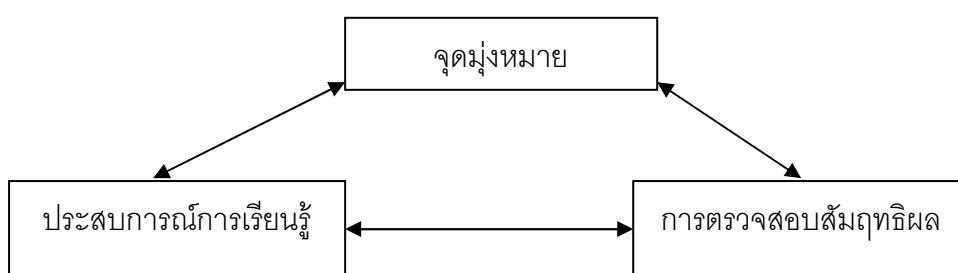 จุดมุ่งหมาย
ประสบการณ์การเรียนรู้
การตรวจสอบสัมฤทธิผล